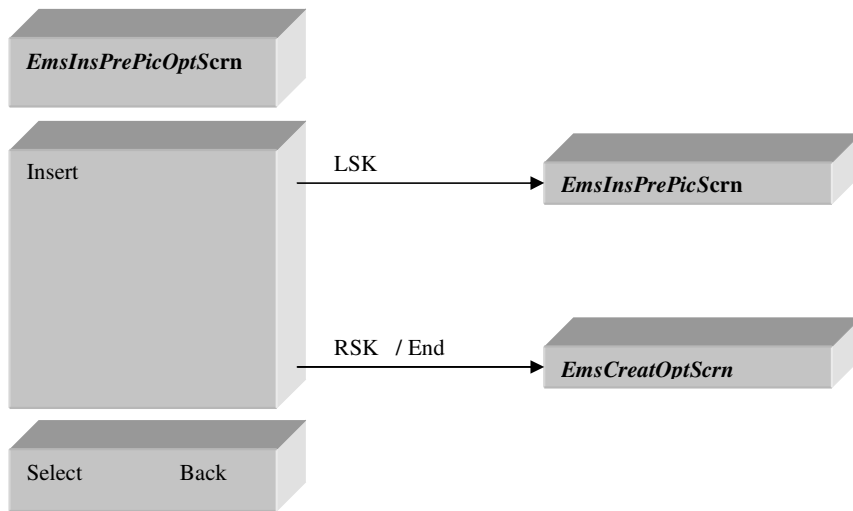 EmsInsPrePicOptScrn
Insert
LSK
EmsInsPrePicScrn
RSK / End
EmsCreatOptScrn
Select Back